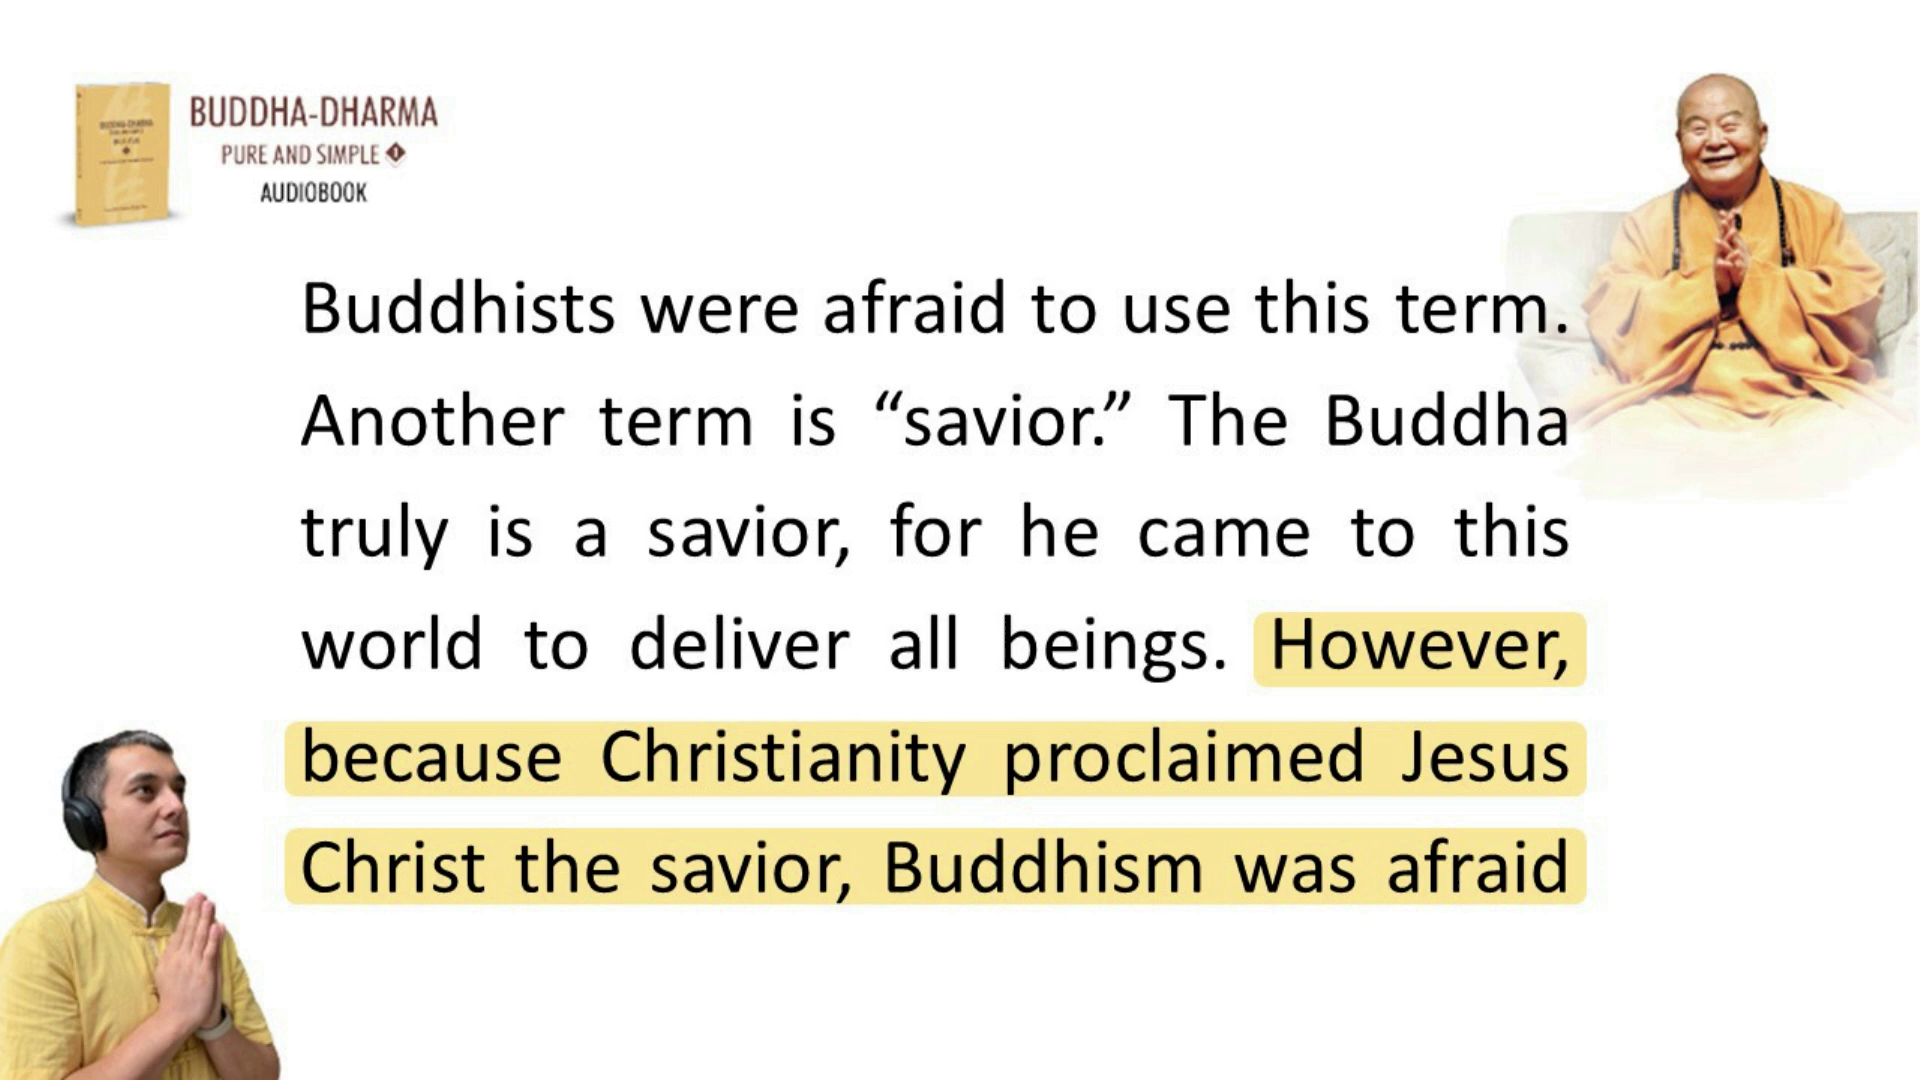 BUDDHA-DHARMA
PURE AND SIMPLE 1
AUDIOBOOK
Buddhists were afraid to use this term.
Another term is “savior.” The Buddha
truly is a savior, for he came to this
world to deliver all beings. However,
because Christianity proclaimed Jesus
Christ the savior, Buddhism was afraid